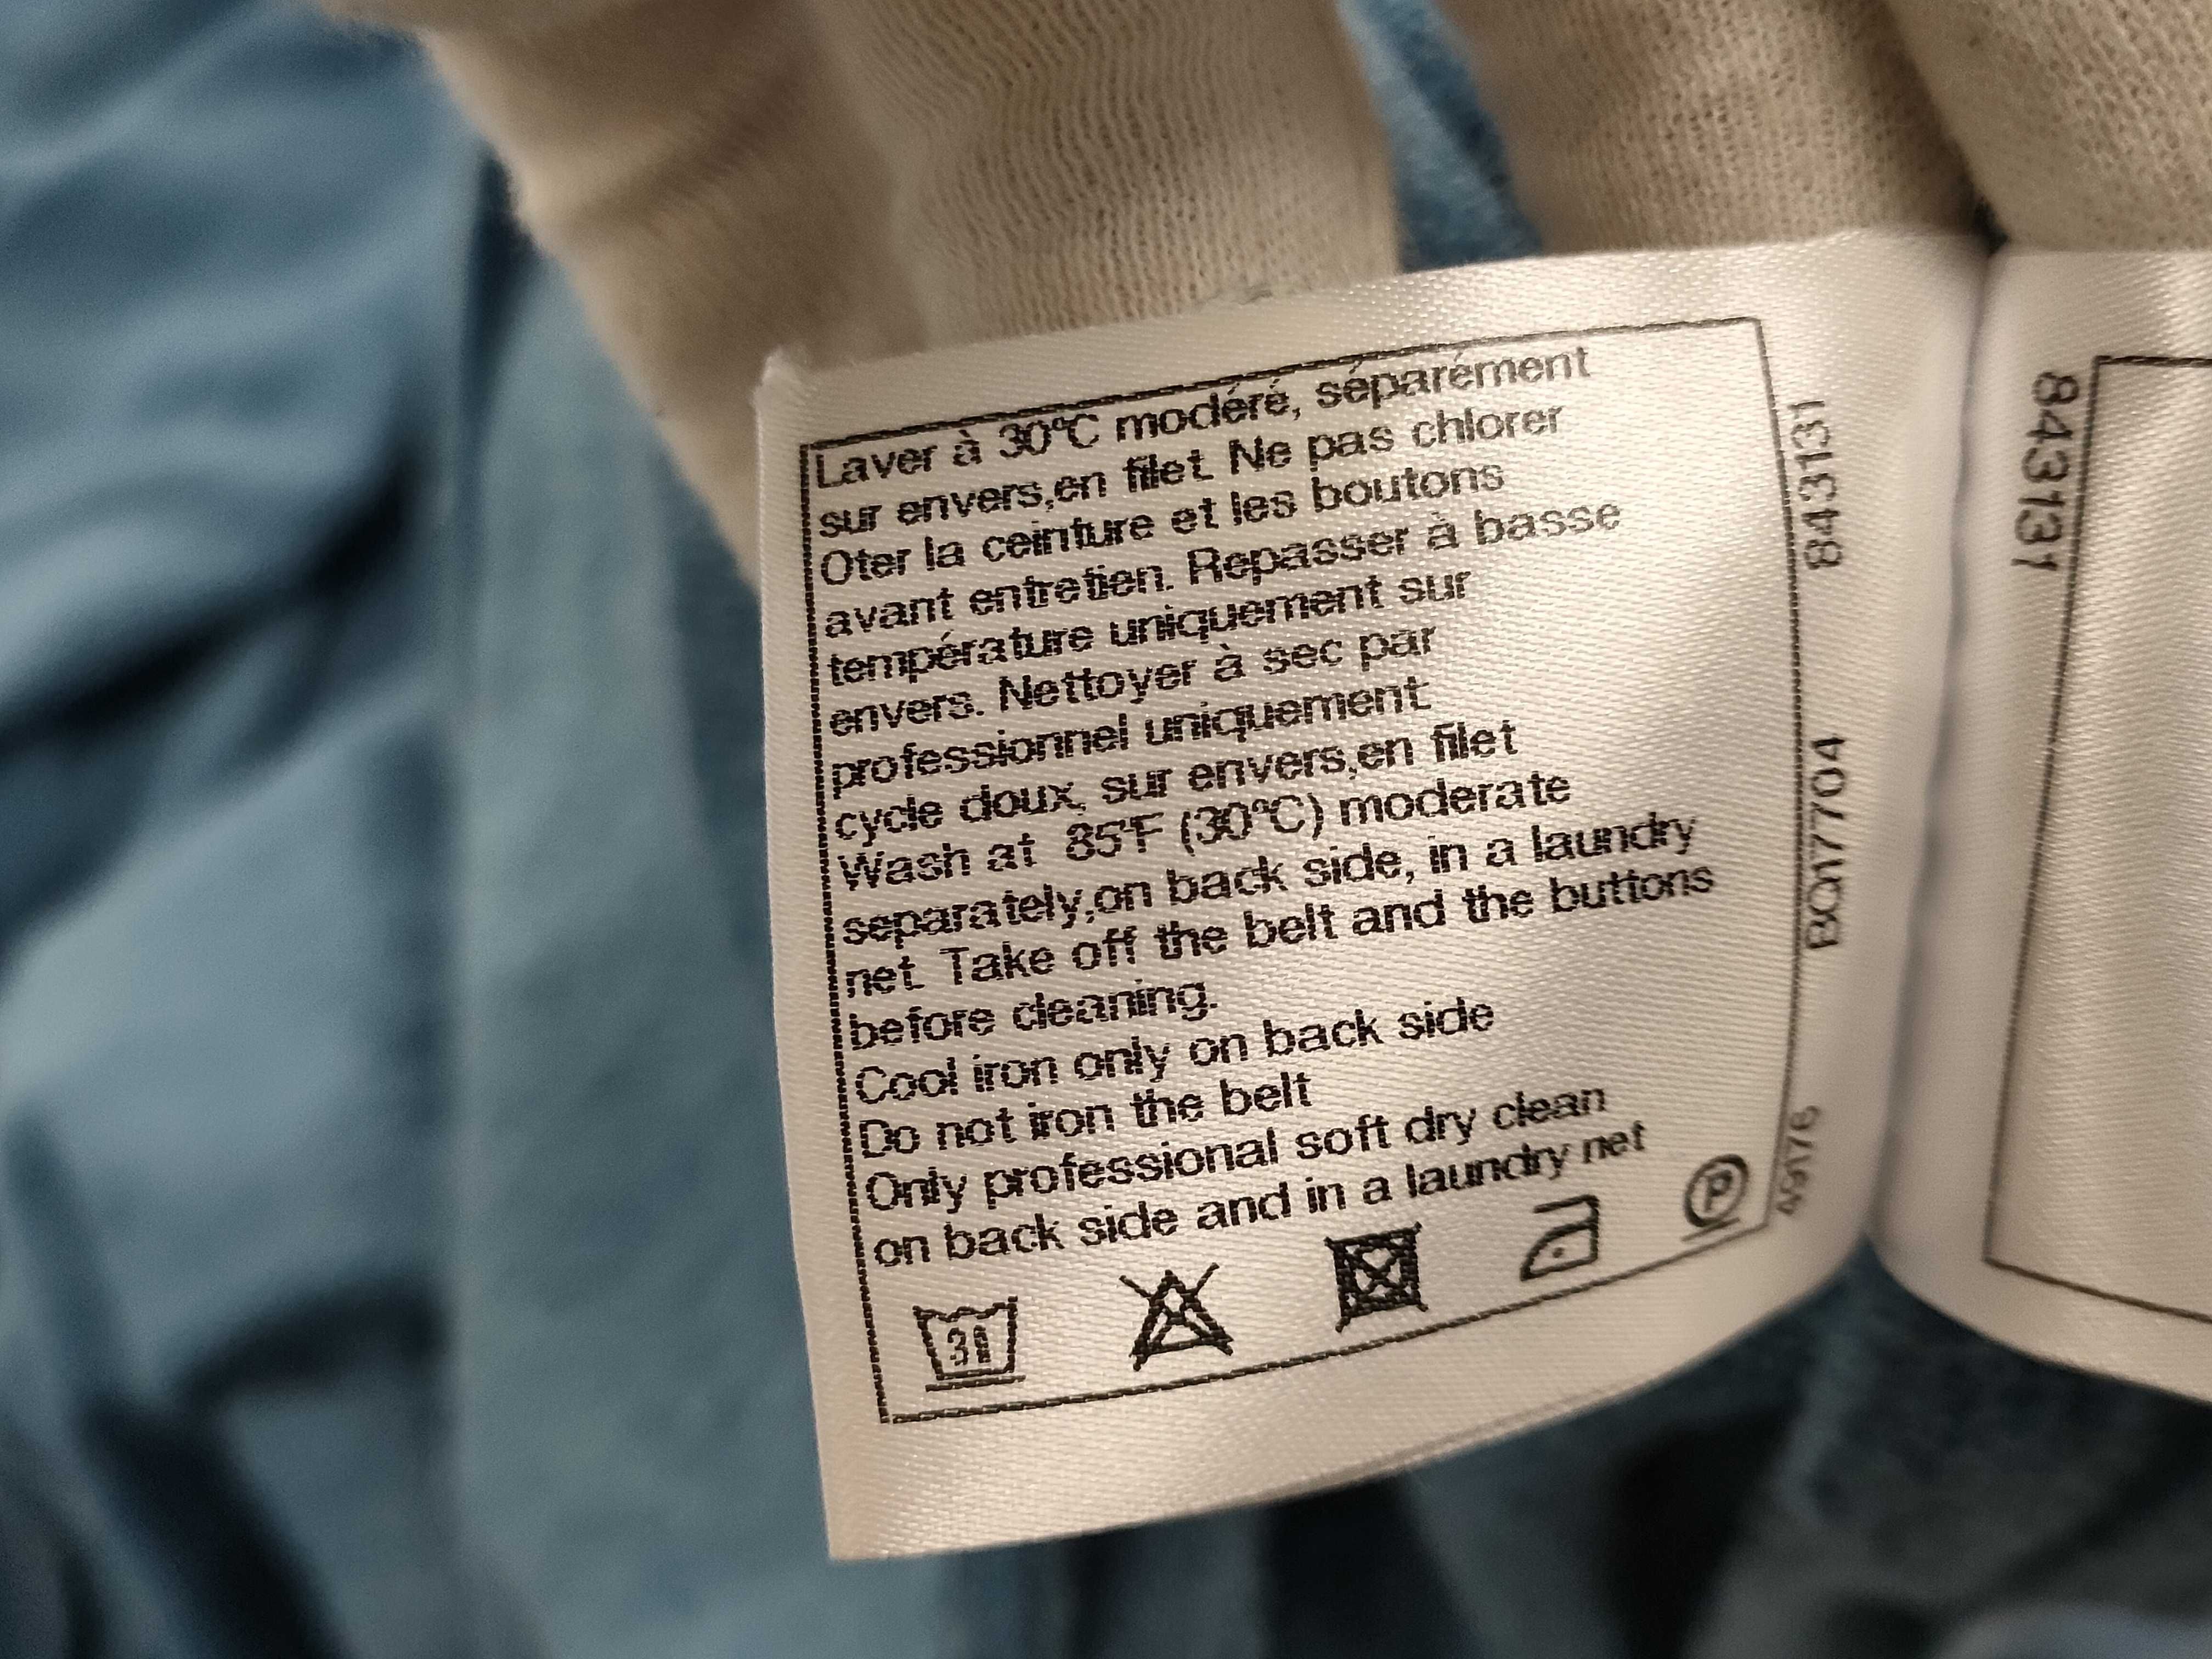 Laver à 30°C modéré, séparément
sur envers,en filet. Ne pas chlorer
Oter la ceinture et les boutons
avant entretien. Repasser à basse
température uniquement sur
envers. Nettoyer à sec par
professionnel uniquement
cycle doux, sur envers,en filet
Wash at 85°F (30°C) moderate
separately,on back side, in a laundry
net. Take off the belt and the buttons
before cleaning.
Cool iron only on back side
Do not iron the belt
Only professional soft dry clean
on back side and in a laundry net
30
P
843131
BQ17704
49176
843131